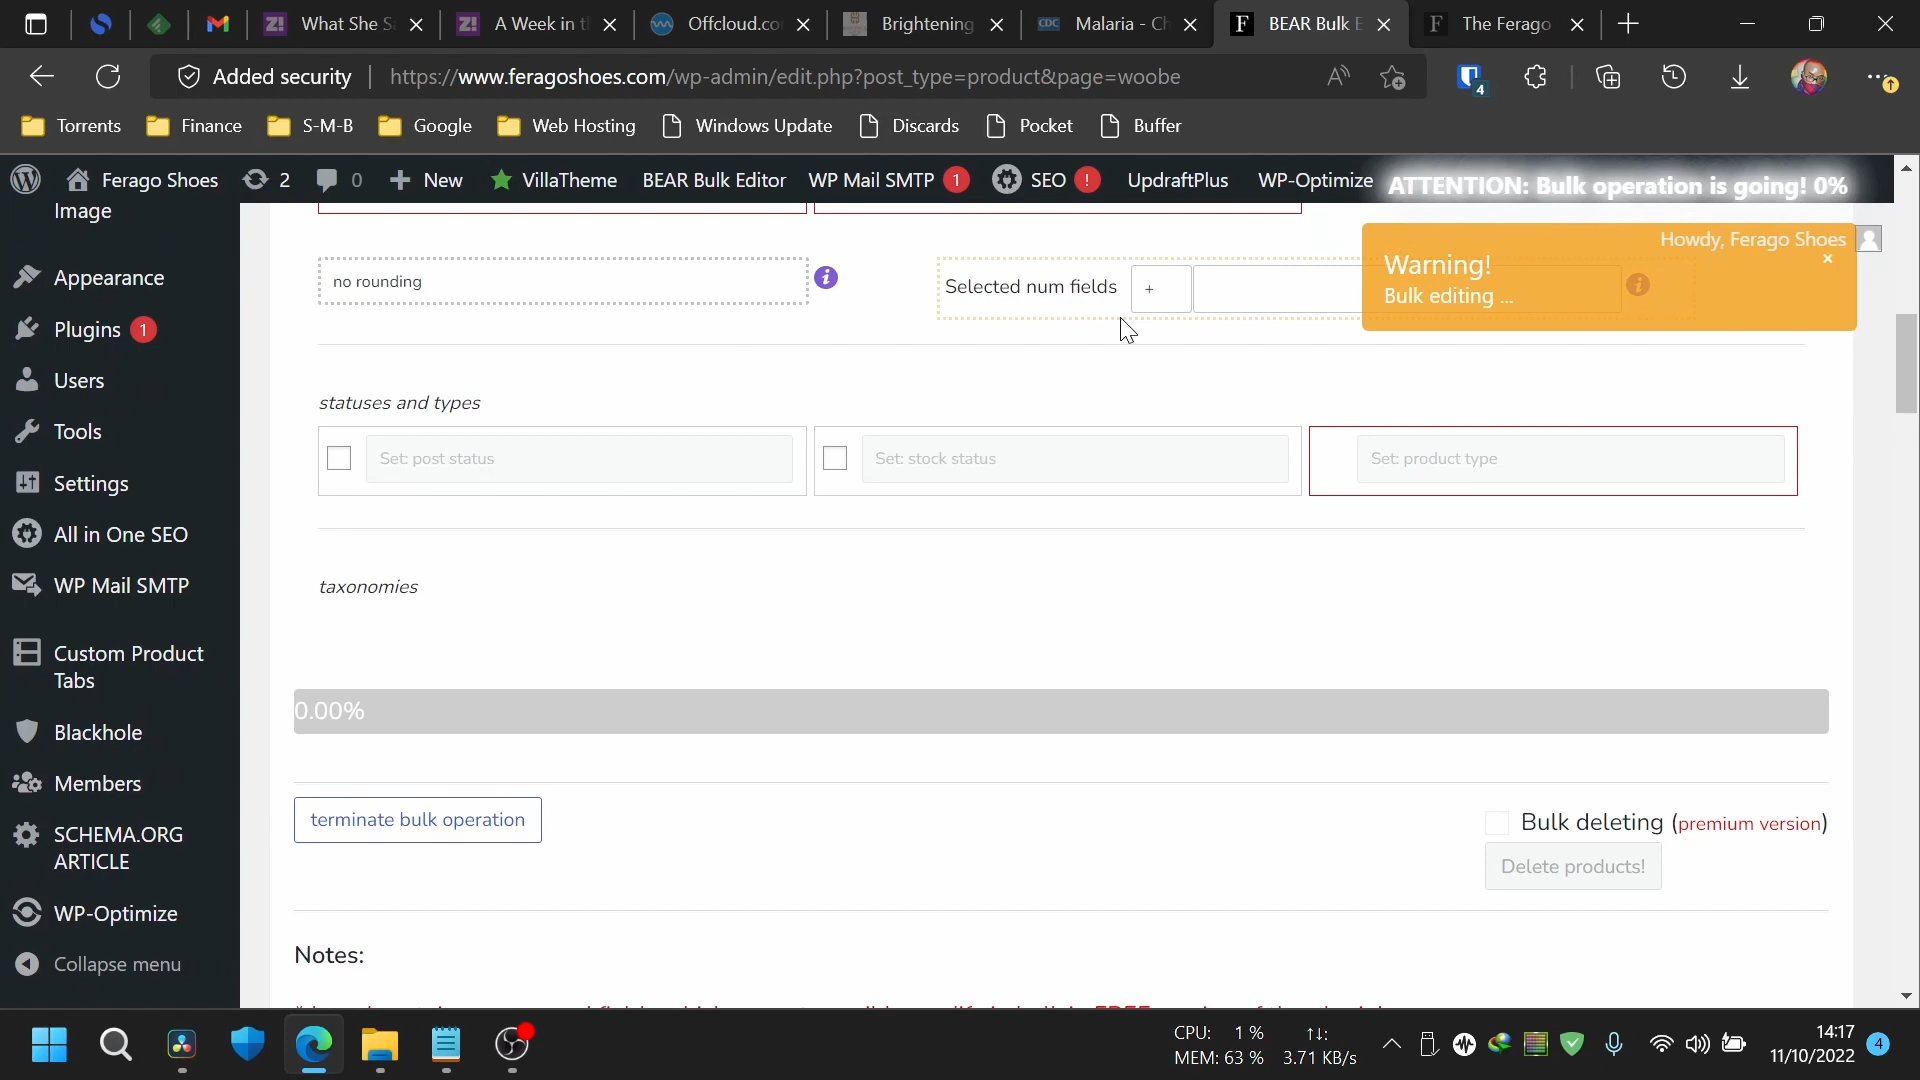 What She S
A Week in t
Offcloud.co
Brightening
CDC
Malaria - Ch
BEAR Bulk E
The Ferago
Added security
https://www.feragoshoes.com/wp-admin/edit.php?post_type=product&page=woobe
4
Torrents
Finance
S-M-B
Google
Web Hosting
Windows Update
Discards
Pocket
Buffer
Ferago Shoes
2
0
New
VillaTheme
BEAR Bulk Editor
WP Mail SMTP
1
SEO
!
UpdraftPlus
WP-Optimize
ATTENTION: Bulk operation is going! 0%
Image
Appearance
Plugins 1
Users
Tools
Settings
All in One SEO
WP Mail SMTP
Custom Product
Tabs
Blackhole
Members
SCHEMA.ORG
ARTICLE
WP-Optimize
Collapse menu
Howdy, Ferago Shoes
Warning!
×
Bulk editing ...
no rounding
i
Selected num fields
+
i
statuses and types
Set: post status
Set: stock status
Set: product type
taxonomies
0.00%
terminate bulk operation
Bulk deleting (premium version)
Delete products!
Notes:
CPU: 1 %
MEM: 63 %
↑↓:
3.71 KB/s
14:17
11/10/2022
4